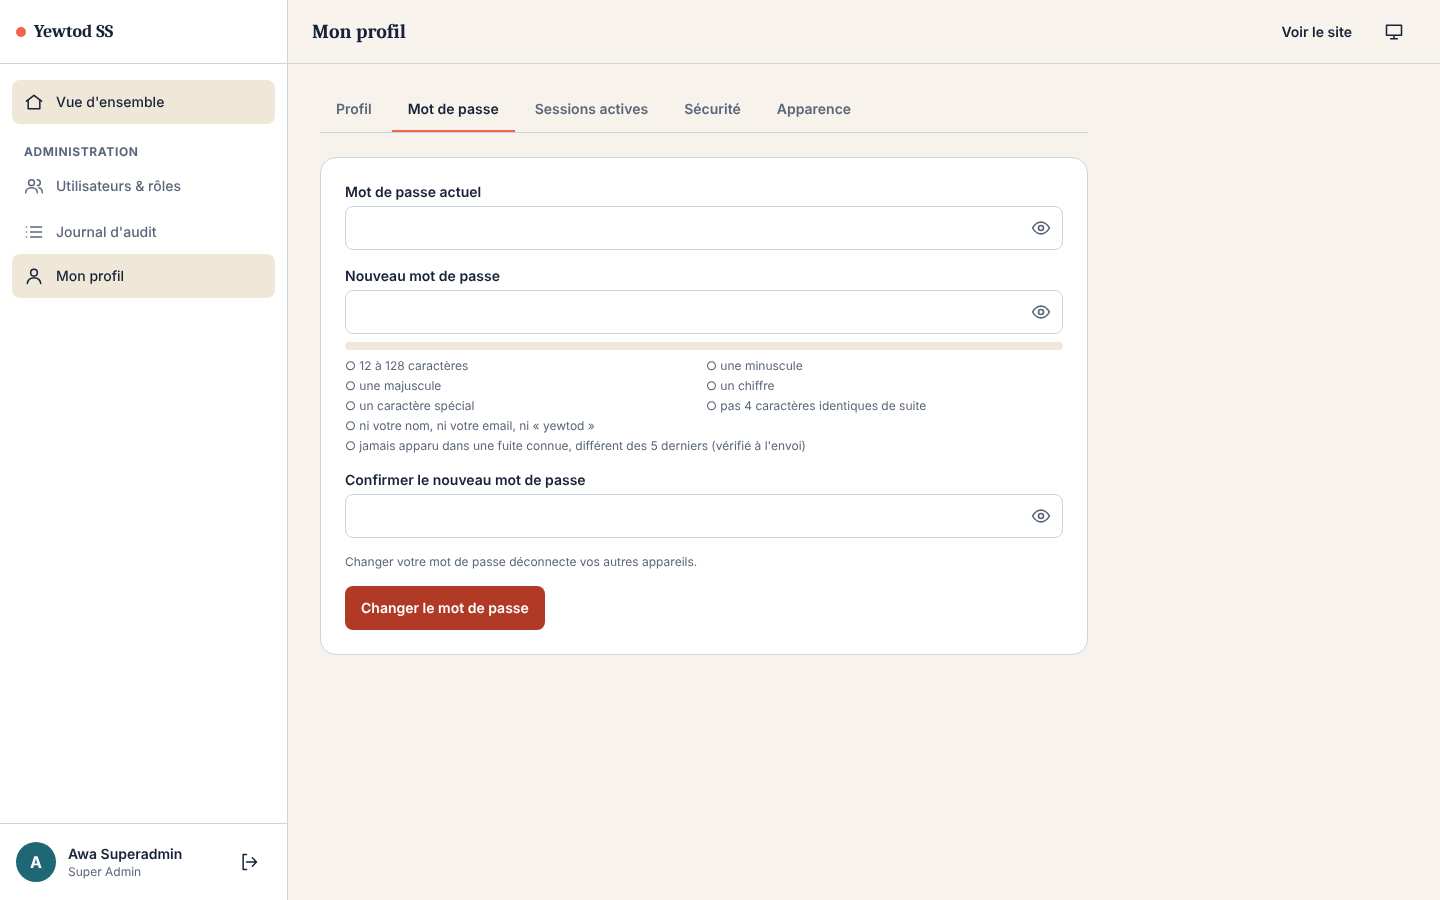 Yewtod SS
Mon profil
Voir le site
Vue d'ensemble
ADMINISTRATION
Utilisateurs & rôles
Journal d'audit
Mon profil
Profil
Mot de passe
Sessions actives
Sécurité
Apparence
Mot de passe actuel
Nouveau mot de passe
12 à 128 caractères
une minuscule
une majuscule
un chiffre
un caractère spécial
pas 4 caractères identiques de suite
ni votre nom, ni votre email, ni « yewtod »
jamais apparu dans une fuite connue, différent des 5 derniers (vérifié à l'envoi)
Confirmer le nouveau mot de passe
Changer votre mot de passe déconnecte vos autres appareils.
Changer le mot de passe
A
Awa Superadmin
Super Admin